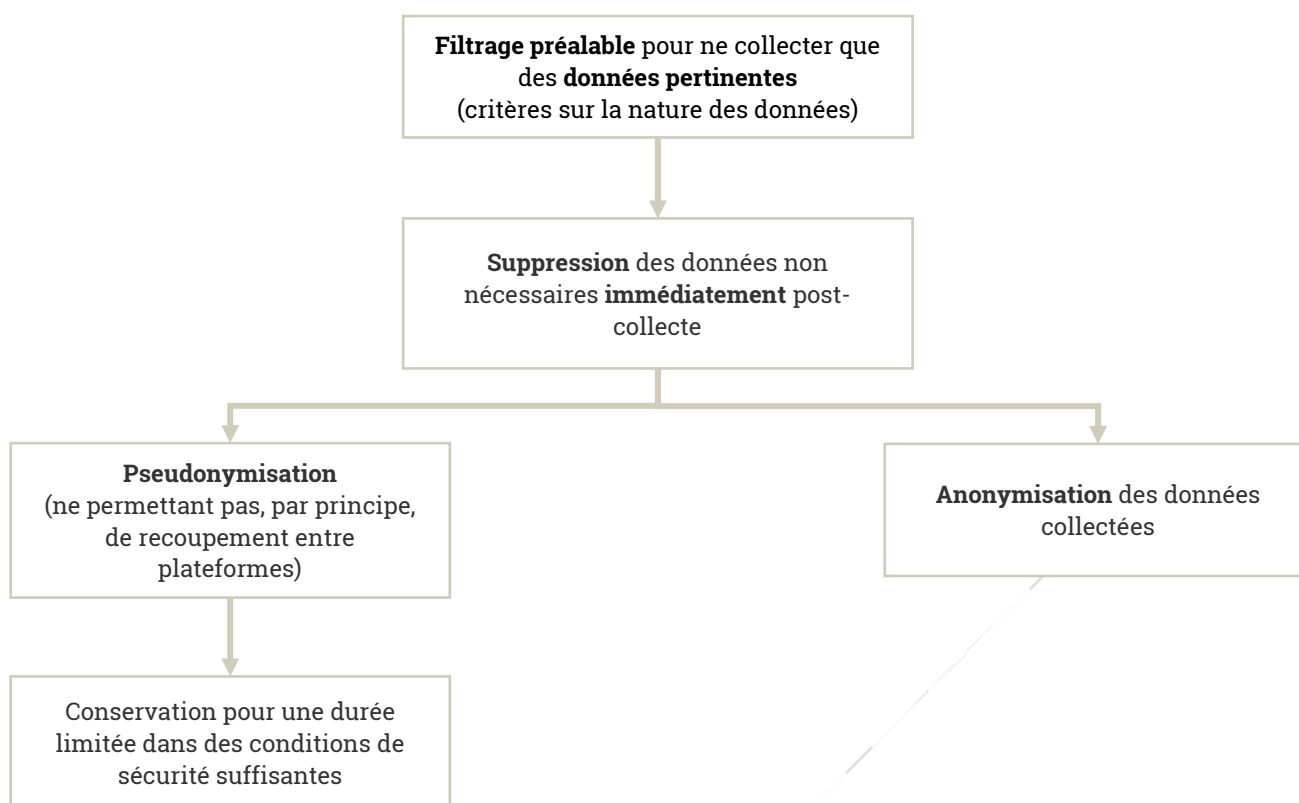 Filtrage préalable pour ne collecter que
des données pertinentes
(critères sur la nature des données)
Suppression des données non
nécessaires immédiatement post-
collecte
Pseudonymisation
(ne permettant pas, par principe,
de recoupement entre
plateformes)
Anonymisation des données
collectées
Conservation pour une durée
limitée dans des conditions de
sécurité suffisantes